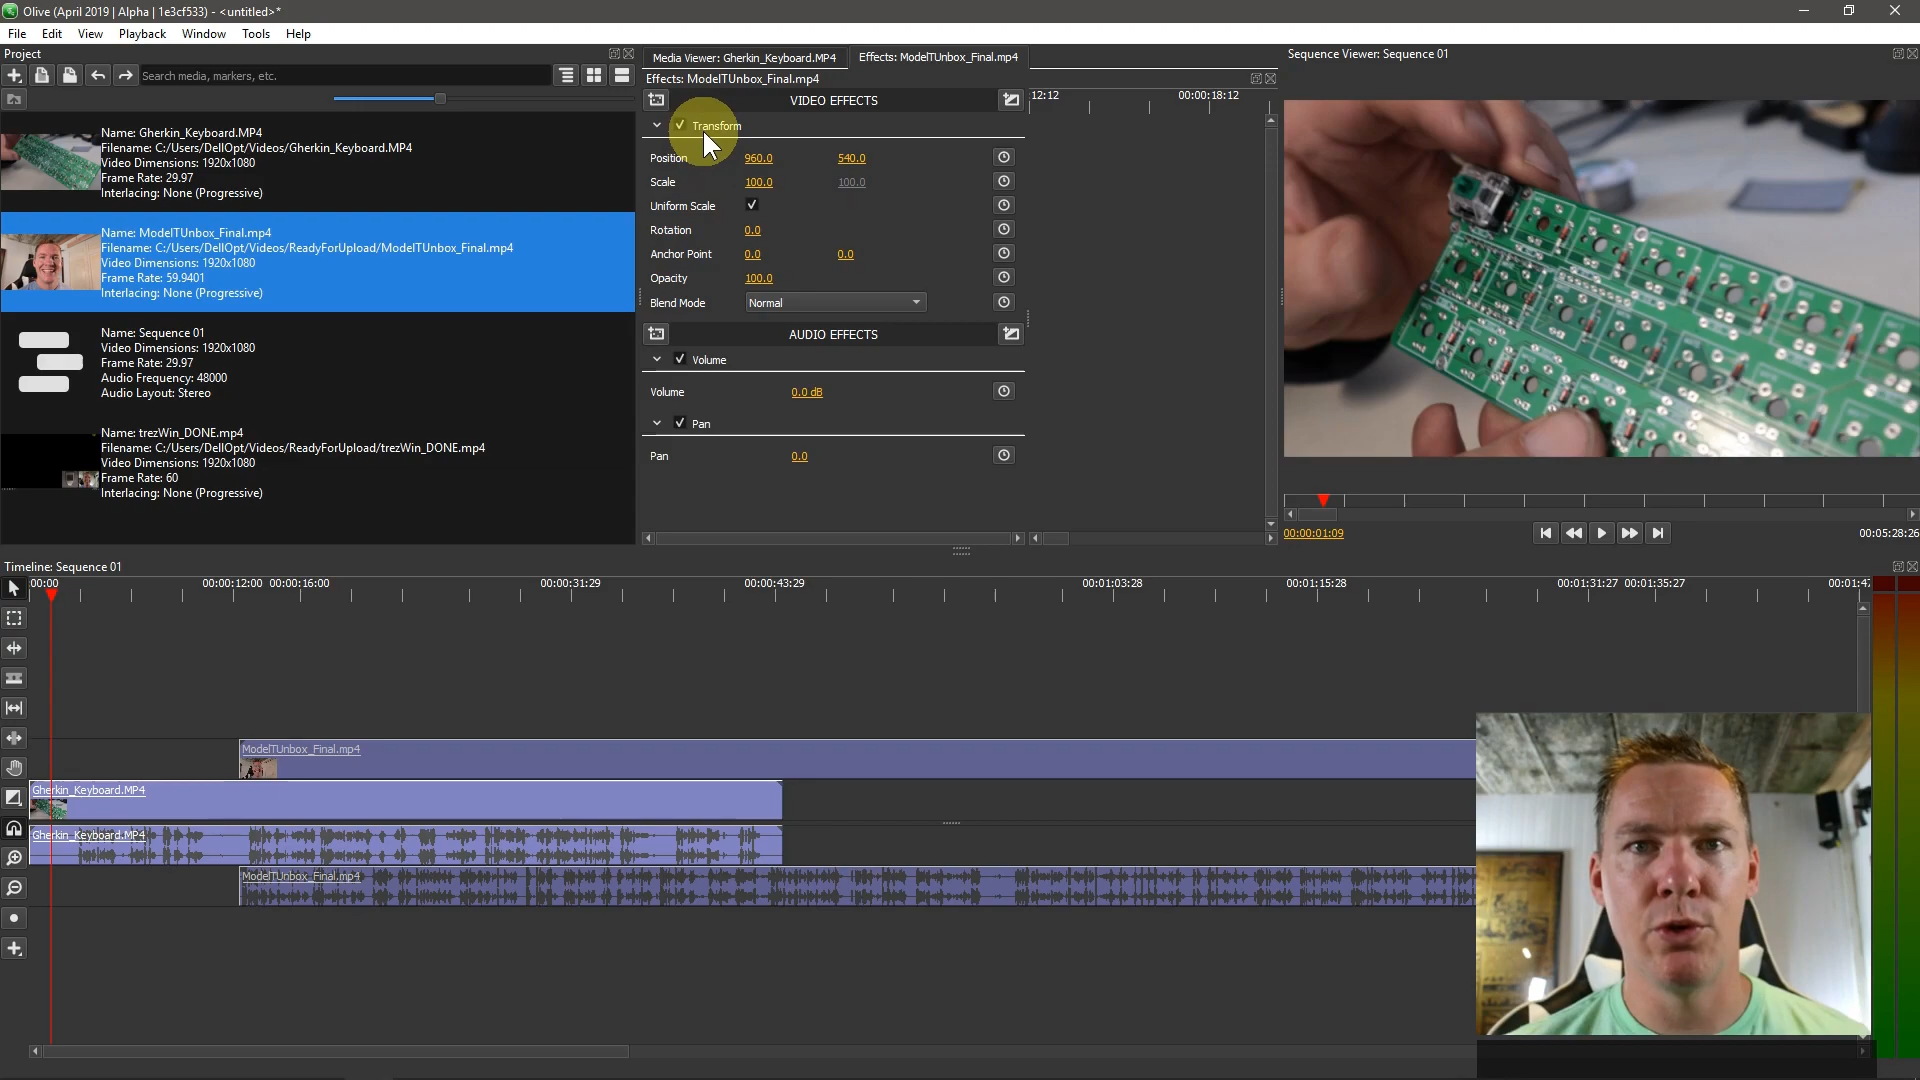 Olive (April 2019 | Alpha | 1e3cf533) - <untitled>*
File Edit View Playback Window Tools Help
Project
Search media, markers, etc.
Name: Gherkin_Keyboard.MP4
Filename: C:/Users/DellOpt/Videos/Gherkin_Keyboard.MP4
Video Dimensions: 1920x1080
Frame Rate: 29.97
Interlacing: None (Progressive)
Name: ModelTUnbox_Final.mp4
Filename: C:/Users/DellOpt/Videos/ReadyForUpload/ModelTUnbox_Final.mp4
Video Dimensions: 1920x1080
Frame Rate: 59.9401
Interlacing: None (Progressive)
Name: Sequence 01
Video Dimensions: 1920x1080
Frame Rate: 29.97
Audio Frequency: 48000
Audio Layout: Stereo
Name: trezWin_DONE.mp4
Filename: C:/Users/DellOpt/Videos/ReadyForUpload/trezWin_DONE.mp4
Video Dimensions: 1920x1080
Frame Rate: 60
Interlacing: None (Progressive)
Media Viewer: Gherkin_Keyboard.MP4 Effects: ModelTUnbox_Final.mp4
Effects: ModelTUnbox_Final.mp4
VIDEO EFFECTS
:12:12 00:00:18:12
Transform
Position 960.0 540.0
Scale 100.0 100.0
Uniform Scale
Rotation 0.0
Anchor Point 0.0 0.0
Opacity 100.0
Blend Mode Normal
AUDIO EFFECTS
Volume
Volume 0.0 dB
Pan
Pan 0.0
Sequence Viewer: Sequence 01
00:00:01:09 00:05:28:26
Timeline: Sequence 01
00:00 00:00:12:00 00:00:16:00 00:00:31:29 00:00:43:29 00:01:03:28 00:01:15:28 00:01:31:27 00:01:35:27 00:01:47
ModelTUnbox_Final.mp4
Gherkin_Keyboard.MP4
Gherkin_Keyboard.MP4
ModelTUnbox_Final.mp4